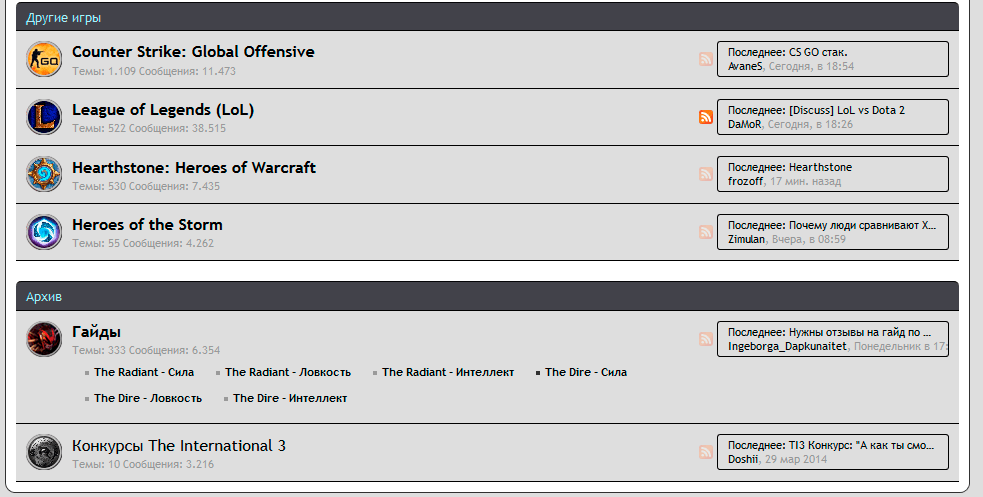 Другие игры
Counter Strike: Global Offensive
Темы: 1.109 Сообщения: 11.473
Последнее: CS GO стак.
AvaneS, Сегодня, в 18:54
League of Legends (LoL)
Темы: 522 Сообщения: 38.515
Последнее: [Discuss] LoL vs Dota 2
DaMoR, Сегодня, в 18:26
Hearthstone: Heroes of Warcraft
Темы: 530 Сообщения: 7.435
Последнее: Hearthstone
frozoff, 17 мин. назад
Heroes of the Storm
Темы: 55 Сообщения: 4.262
Последнее: Почему люди сравнивают Х...
Zimulan, Вчера, в 08:59
Архив
Гайды
Темы: 333 Сообщения: 6.354
Последнее: Нужны отзывы на гайд по ...
Ingeborga_Dapkunaitet, Понедельник в 17:
The Radiant - Сила The Radiant - Ловкость The Radiant - Интеллект The Dire - Сила
The Dire - Ловкость The Dire - Интеллект
Конкурсы The International 3
Темы: 10 Сообщения: 3.216
Последнее: TI3 Конкурс: "А как ты смо...
Doshii, 29 мар 2014
GO
L